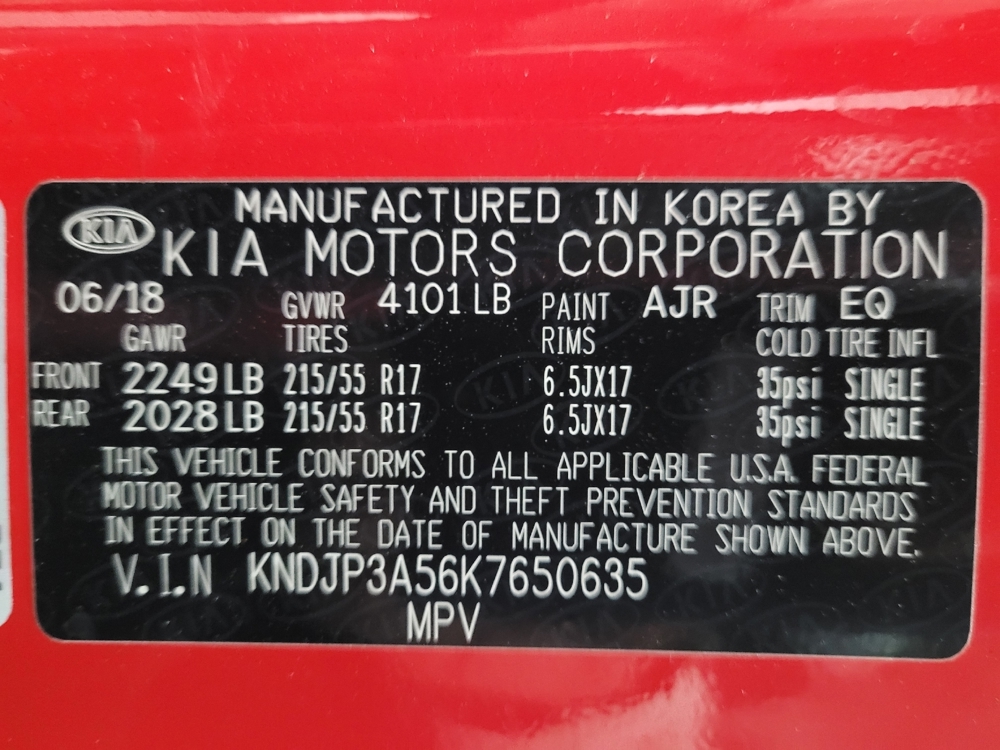 KIA MANUFACTURED IN KOREA BY
KIA MOTORS CORPORATION
06/18 GVWR 4101 LB PAINT AJR TRIM EQ
GAWR TIRES RIMS COLD TIRE INFL
FRONT 2249 LB 215/55 R17 6.5JX17 35psi SINGLE
REAR 2028 LB 215/55 R17 6.5JX17 35psi SINGLE
THIS VEHICLE CONFORMS TO ALL APPLICABLE U.S.A. FEDERAL
MOTOR VEHICLE SAFETY AND THEFT PREVENTION STANDARDS
IN EFFECT ON THE DATE OF MANUFACTURE SHOWN ABOVE.
V.I.N KNDJP3A56K7650635
MPV